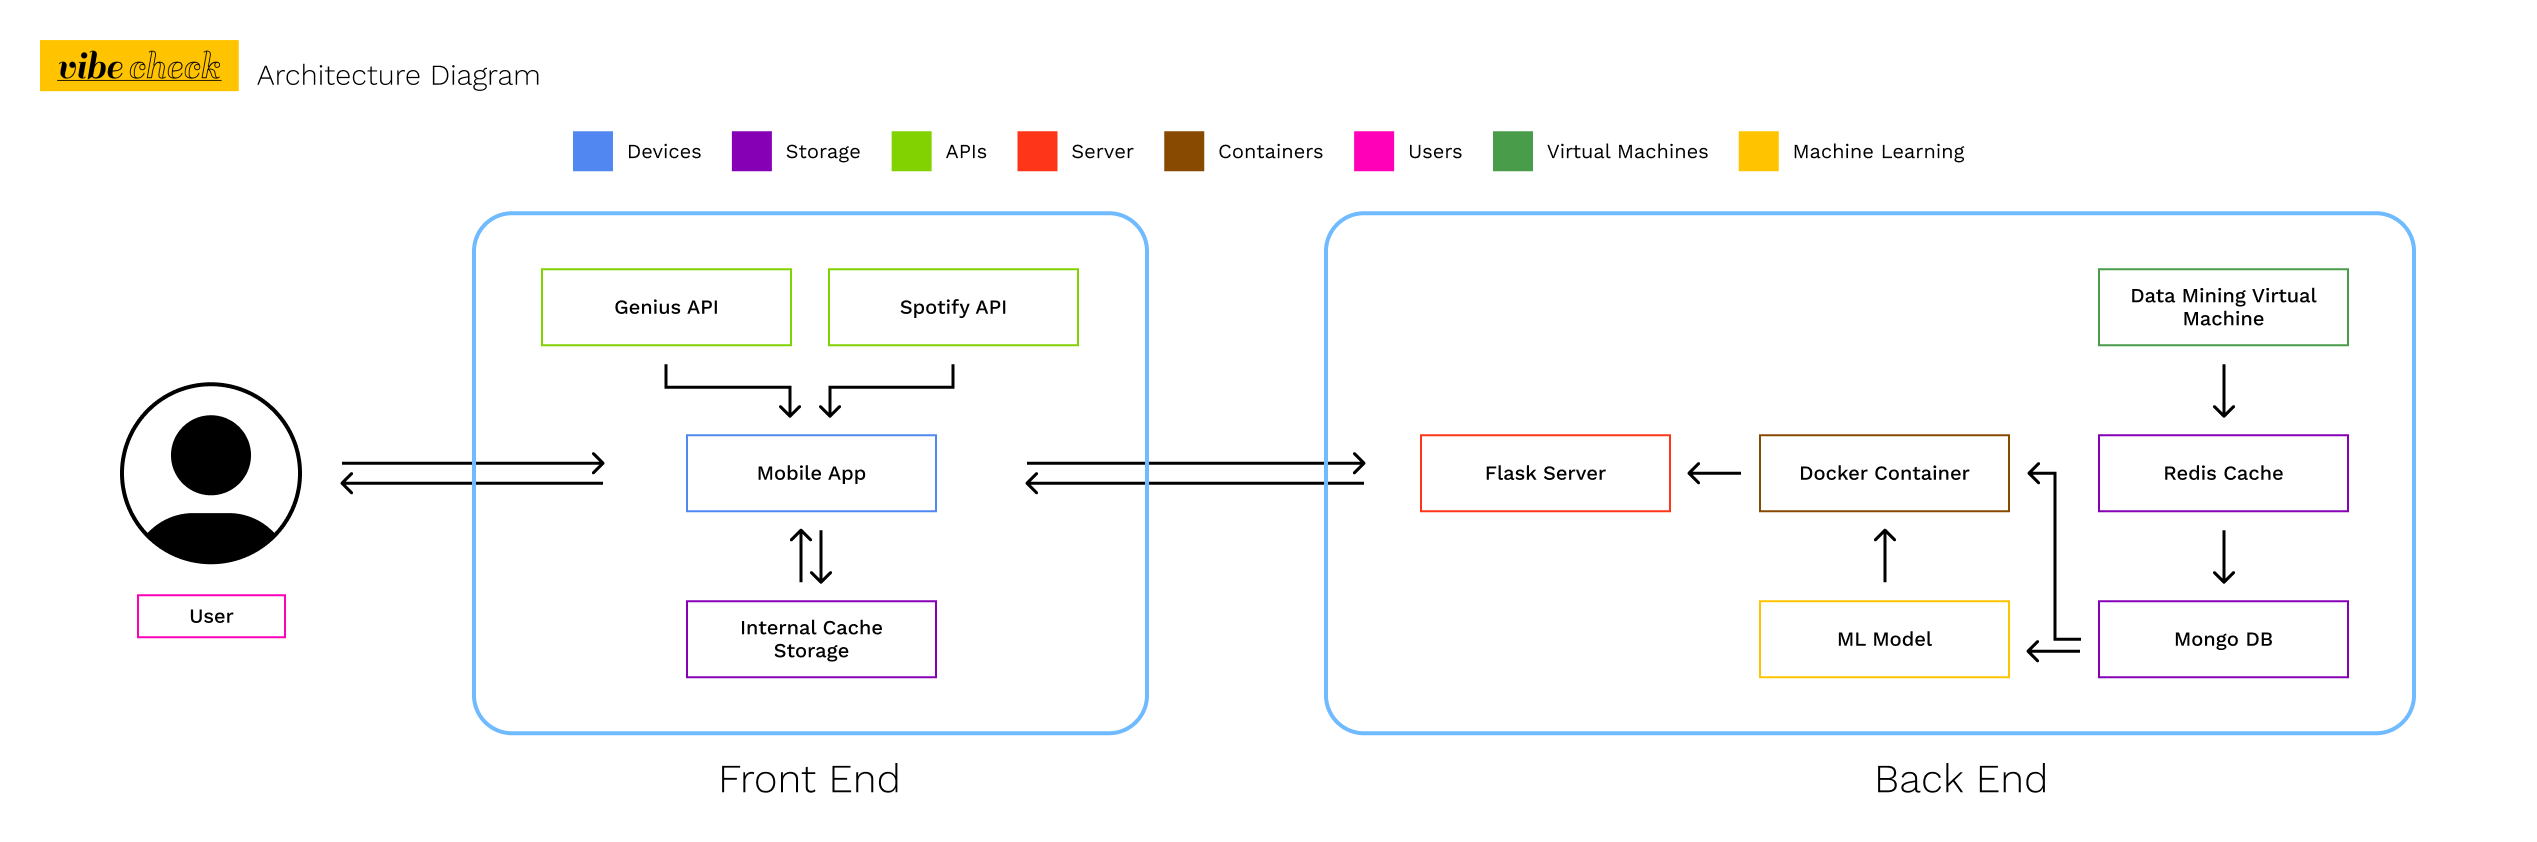 vibe check
Architecture Diagram
Devices
Storage
APIs
Server
Containers
Users
Virtual Machines
Machine Learning
User
Genius API
Spotify API
Mobile App
Internal Cache
Storage
Front End
Flask Server
Docker Container
ML Model
Data Mining Virtual
Machine
Redis Cache
Mongo DB
Back End